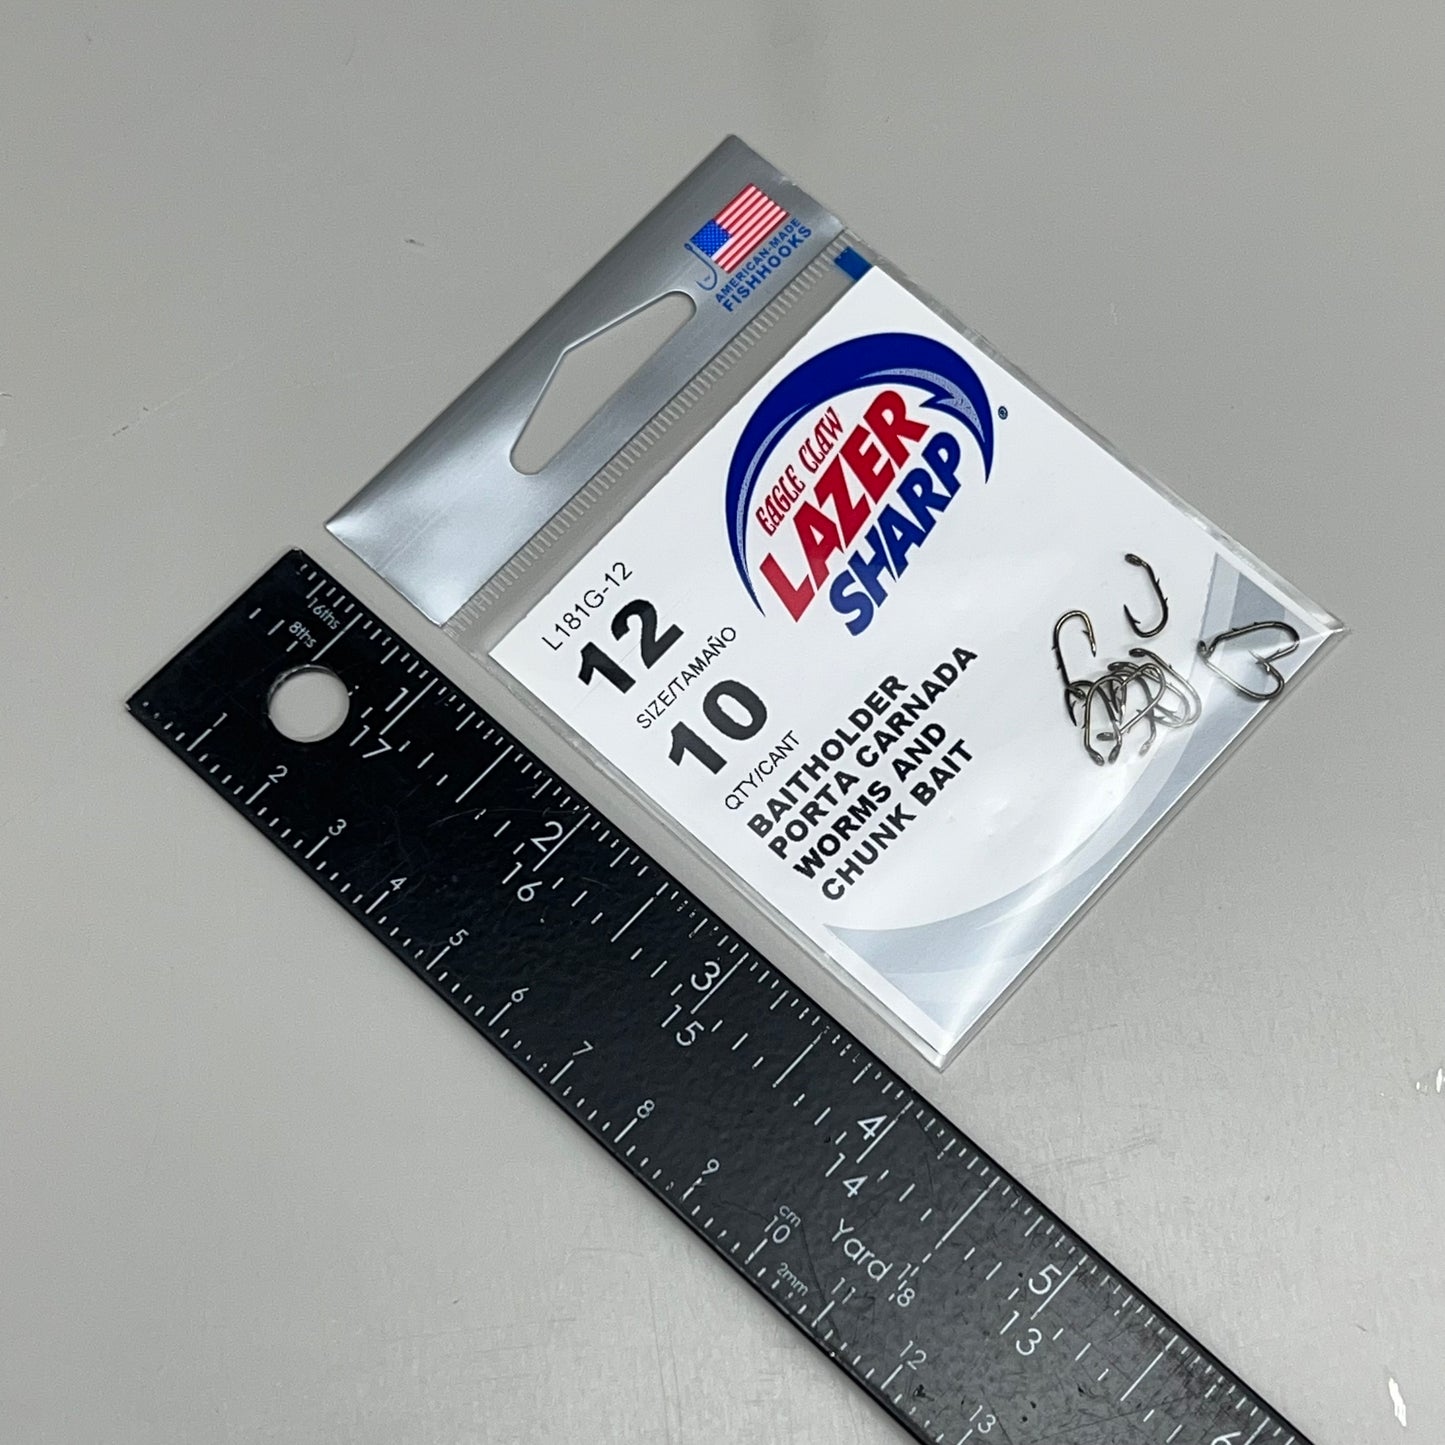 AMERICAN-MADE
FISHHOOKS
EAGLE CLAW
LAZER
SHARP
®
L181G-12
12
SIZE/TAMAÑO
10
QTY/CANT
BAITHOLDER
PORTA CARNADA
WORMS AND
CHUNK BAIT
16ths
8ths
1 2 3 4 5 6
17 16 15 14 13
1 2 3 4 5 6 7 8 9 10 11 12 13
cm
2mm
Yard